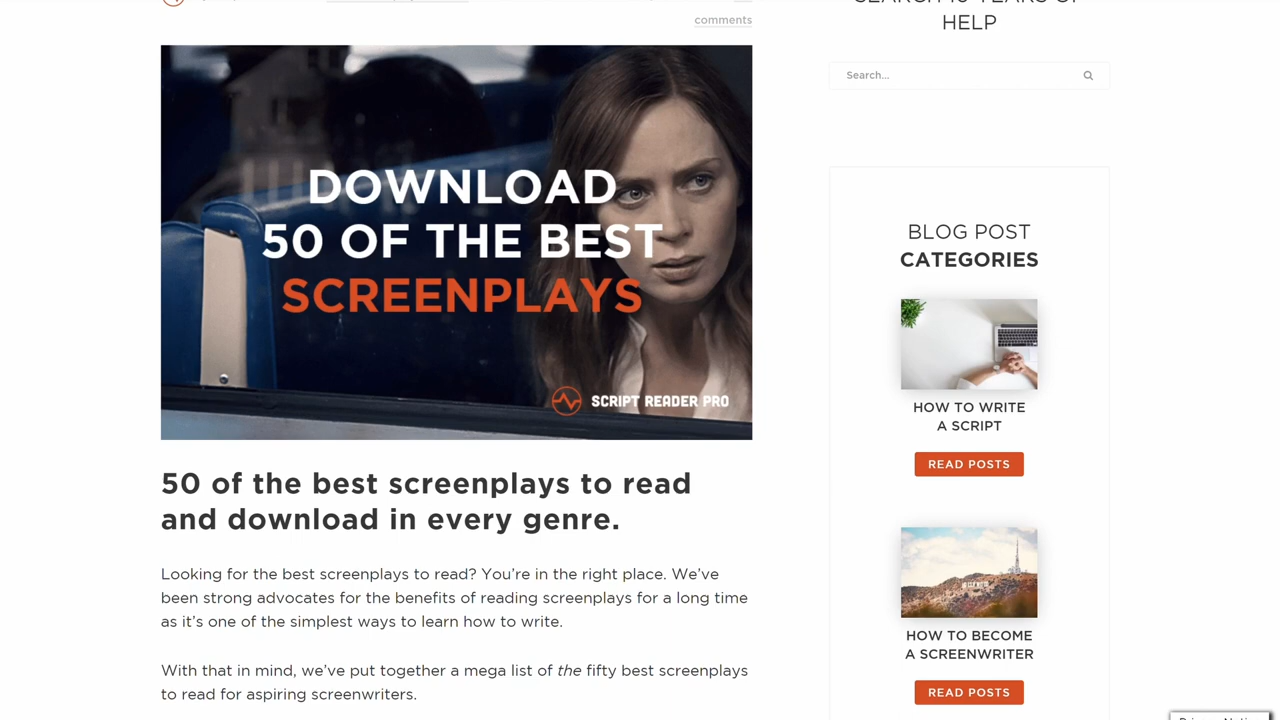 comments
DOWNLOAD
50 OF THE BEST
SCREENPLAYS
SCRIPT READER PRO
50 of the best screenplays to read
and download in every genre.
Looking for the best screenplays to read? You’re in the right place. We’ve
been strong advocates for the benefits of reading screenplays for a long time
as it’s one of the simplest ways to learn how to write.
With that in mind, we’ve put together a mega list of the fifty best screenplays
to read for aspiring screenwriters.
HELP
Search...
BLOG POST
CATEGORIES
HOW TO WRITE
A SCRIPT
READ POSTS
HOW TO BECOME
A SCREENWRITER
READ POSTS